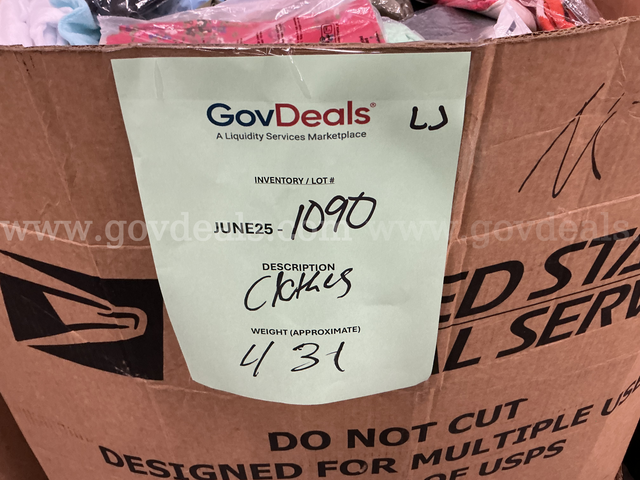 GovDeals®
A Liquidity Services Marketplace
LJ
INVENTORY / LOT #
JUNE25 - 1090
www.govdeals.com www.govdeals
DESCRIPTION
Clothes
ED STA
AL SERV
WEIGHT (APPROXIMATE)
431
DO NOT CUT
DESIGNED FOR MULTIPLE USE
OF USPS